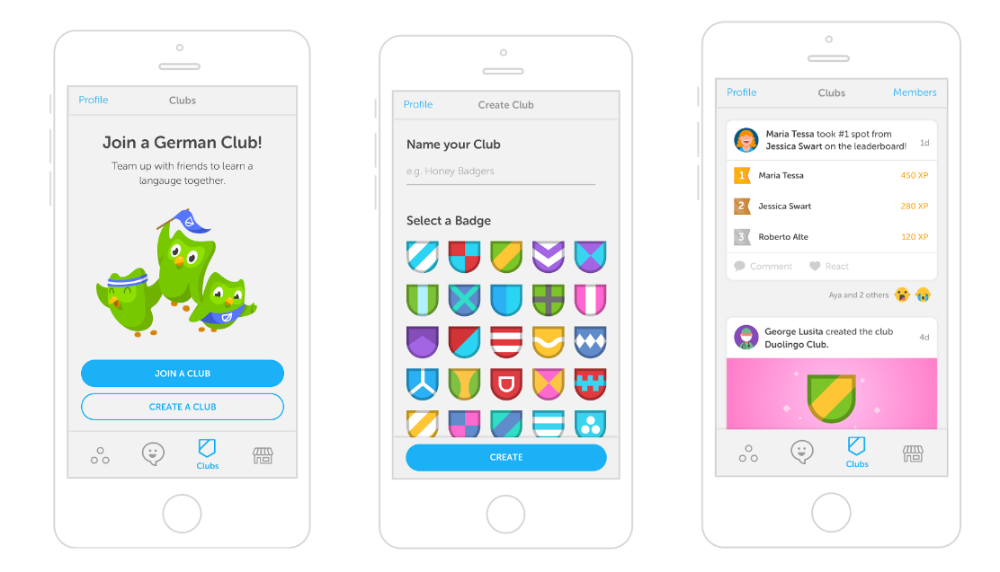 Profile
Clubs
Join a German Club!
Team up with friends to learn a
langauge together.
JOIN A CLUB
CREATE A CLUB
Clubs
Profile
Create Club
Name your Club
e.g. Honey Badgers
Select a Badge
CREATE
Profile
Clubs
Members
Maria Tessa took #1 spot from
Jessica Swart on the leaderboard!
1d
1
Maria Tessa
450 XP
2
Jessica Swart
280 XP
3
Roberto Alte
120 XP
Comment
React
Aya and 2 others
George Lusita created the club
Duolingo Club.
4d
Clubs